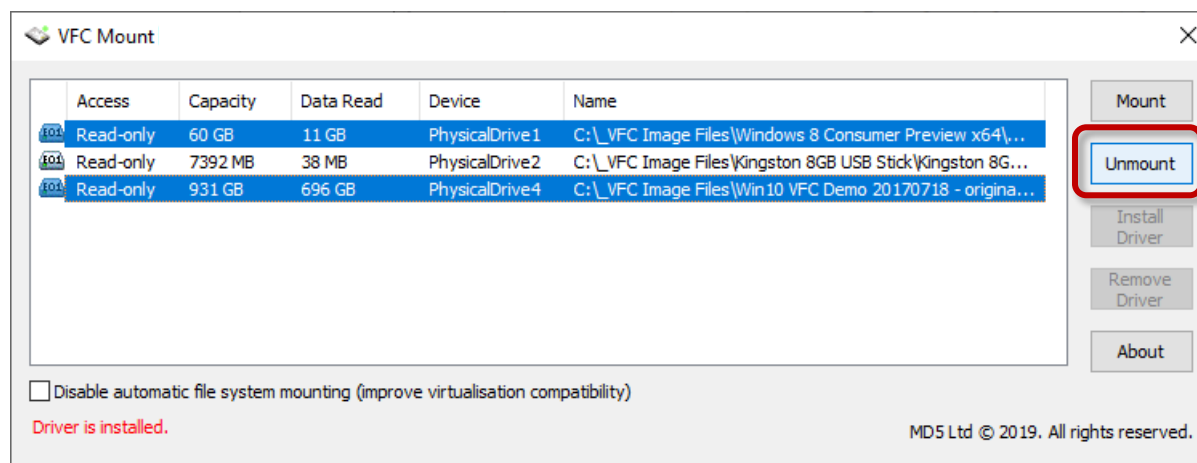 VFC Mount
Access Capacity Data Read Device Name
E01 Read-only 60 GB 11 GB PhysicalDrive1 C:\_VFC Image Files\Windows 8 Consumer Preview x64\...
E01 Read-only 7392 MB 38 MB PhysicalDrive2 C:\_VFC Image Files\Kingston 8GB USB Stick\Kingston 8G...
E01 Read-only 931 GB 696 GB PhysicalDrive4 C:\_VFC Image Files\Win10 VFC Demo 20170718 - origina...
Mount
Unmount
Install
Driver
Remove
Driver
About
Disable automatic file system mounting (improve virtualisation compatibility)
Driver is installed.
MD5 Ltd © 2019. All rights reserved.